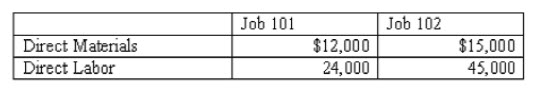 Job 101 Job 102
Direct Materials $12,000 $15,000
Direct Labor 24,000 45,000